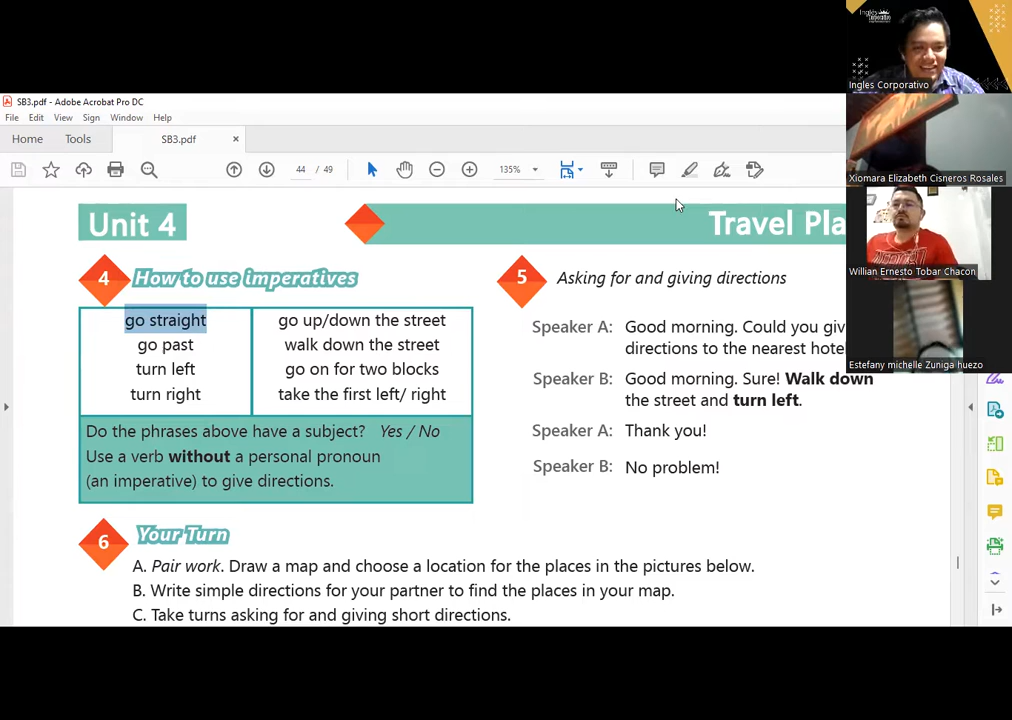 SB3.pdf - Adobe Acrobat Pro DC
File Edit View Sign Window Help
Home Tools SB3.pdf ×
44 / 49 135%
Unit 4
Travel Pla
4 How to use imperatives
go straight
go past
turn left
turn right
go up/down the street
walk down the street
go on for two blocks
take the first left/ right
Do the phrases above have a subject? Yes / No
Use a verb without a personal pronoun
(an imperative) to give directions.
5 Asking for and giving directions
Speaker A: Good morning. Could you giv
directions to the nearest hote
Speaker B: Good morning. Sure! Walk down
the street and turn left.
Speaker A: Thank you!
Speaker B: No problem!
6 Your Turn
A. Pair work. Draw a map and choose a location for the places in the pictures below.
B. Write simple directions for your partner to find the places in your map.
C. Take turns asking for and giving short directions.
Inglés
Corporativo
Ingles Corporativo
Xiomara Elizabeth Cisneros Rosales
Willian Ernesto Tobar Chacon
Estefany michelle Zuniga huezo